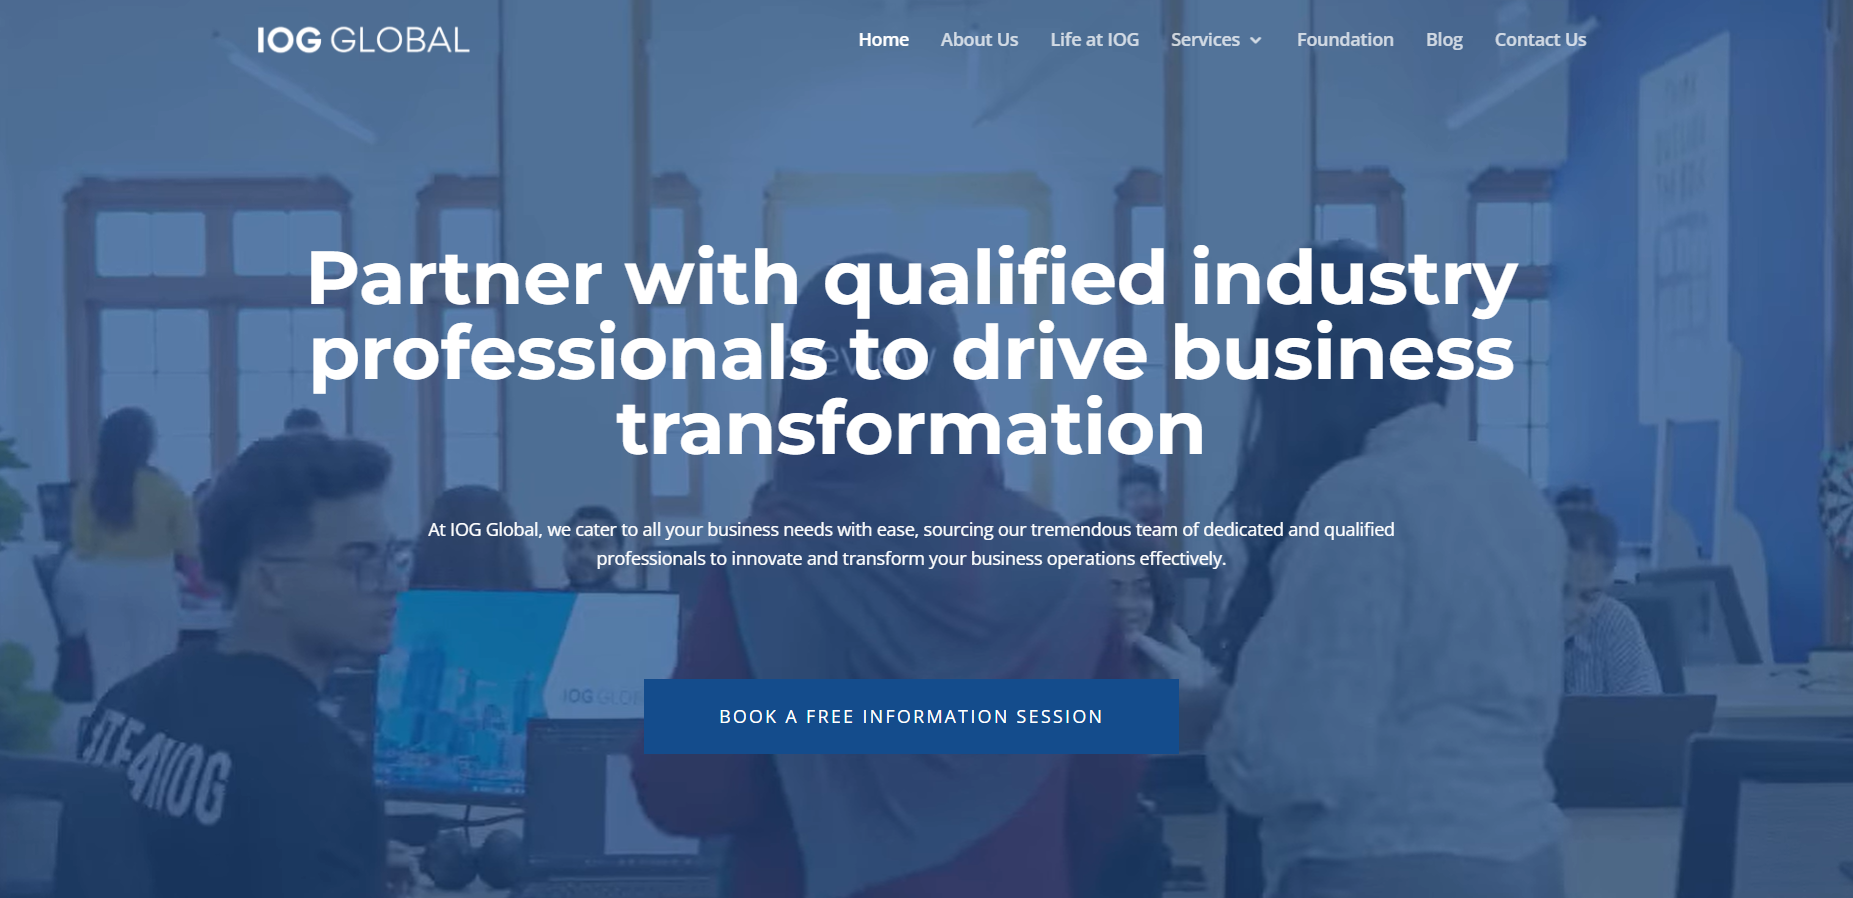 IOG GLOBAL
Home About Us Life at IOG Services Foundation Blog Contact Us
Partner with qualified industry
professionals to drive business
transformation
At IOG Global, we cater to all your business needs with ease, sourcing our tremendous team of dedicated and qualified
professionals to innovate and transform your business operations effectively.
IOG GLOB
BOOK A FREE INFORMATION SESSION